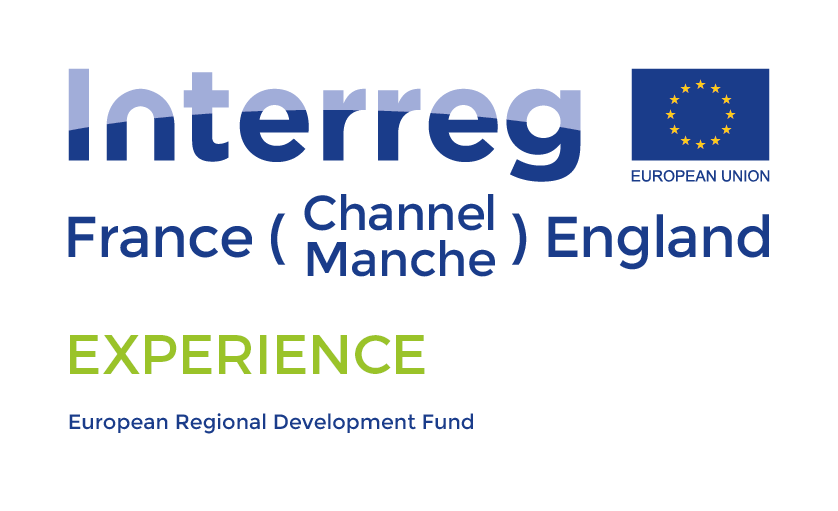 Interreg
EUROPEAN UNION
France ( Channel Manche ) England
EXPERIENCE
European Regional Development Fund